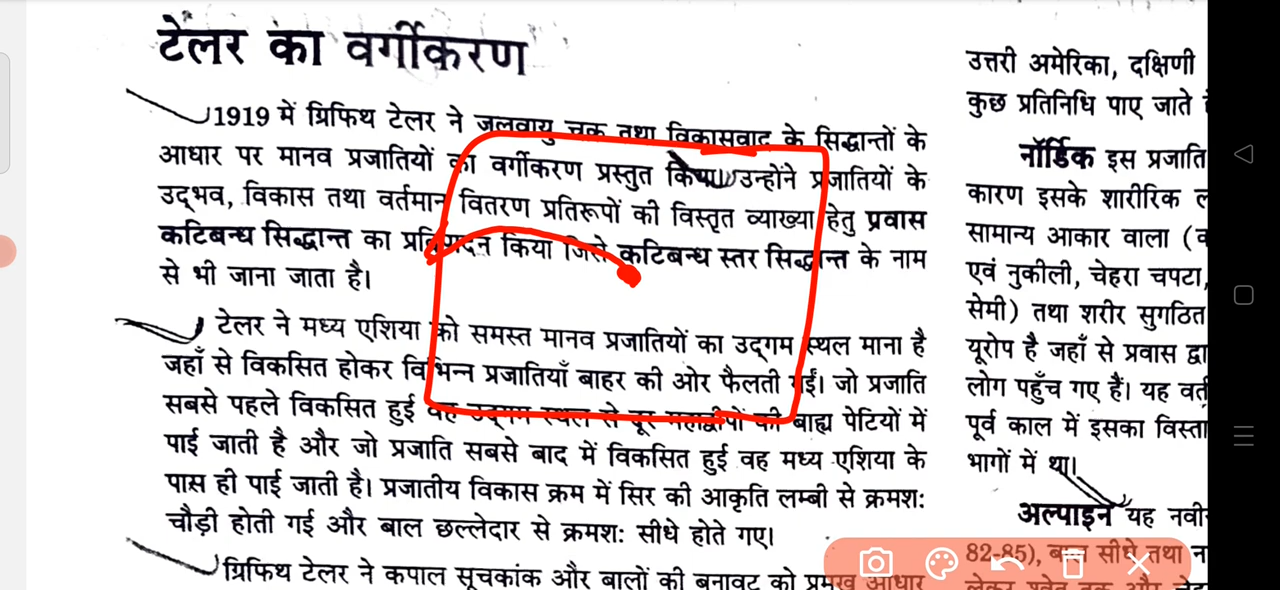 टेलर का वर्गीकरण
1919 में ग्रिफिथ टेलर ने जलवायु चक्र तथा विकासवाद के सिद्धान्तों के
आधार पर मानव प्रजातियों का वर्गीकरण प्रस्तुत किया। उन्होंने प्रजातियों के
उद्भव, विकास तथा वर्तमान वितरण प्रतिरूपों की विस्तृत व्याख्या हेतु प्रवास
कटिबन्ध सिद्धान्त का प्रतिपादन किया जिसे कटिबन्ध स्तर सिद्धान्त के नाम
से भी जाना जाता है।
टेलर ने मध्य एशिया को समस्त मानव प्रजातियों का उद्गम स्थल माना है
जहाँ से विकसित होकर विभिन्न प्रजातियाँ बाहर की ओर फैलती गईं। जो प्रजाति
सबसे पहले विकसित हुई वह उद्गम स्थल से दूर महाद्वीपों की बाह्य पेटियों में
पाई जाती है और जो प्रजाति सबसे बाद में विकसित हुई वह मध्य एशिया के
पास ही पाई जाती है। प्रजातीय विकास क्रम में सिर की आकृति लम्बी से क्रमश:
चौड़ी होती गई और बाल छल्लेदार से क्रमश: सीधे होते गए।
ग्रिफिथ टेलर ने कपाल सूचकांक और बालों की बनावट को प्रमुख आधार
उत्तरी अमेरिका, दक्षिणी
कुछ प्रतिनिधि पाए जाते
नॉर्डिक इस प्रजाति
कारण इसके शारीरिक
सामान्य आकार वाला
एवं नुकीली, चेहरा चपटा,
सेमी) तथा शरीर सुगठित
यूरोप है जहाँ से प्रवास द्वा
लोग पहुँच गए हैं। यह
पूर्व काल में इसका
भागों में था।
अल्पाइन यह
82-85), बाल सीधे तथा